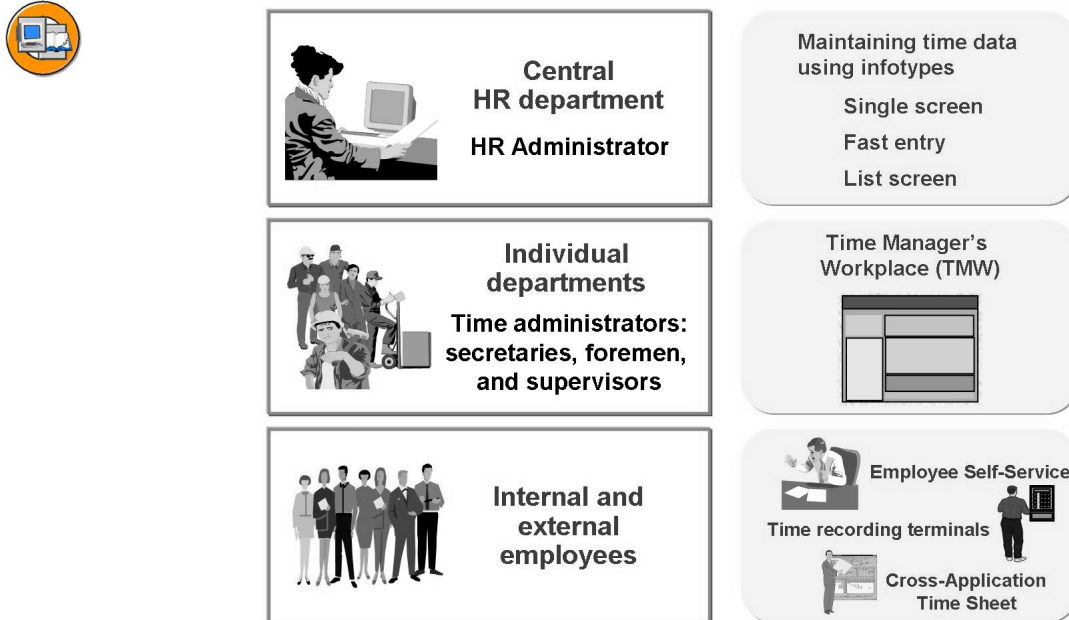 Central
HR department
HR Administrator
Maintaining time data
using infotypes
Single screen
Fast entry
List screen
Individual
departments
Time administrators:
secretaries, foremen,
and supervisors
Time Manager's
Workplace (TMW)
Internal and
external
employees
Employee Self-Service
Time recording terminals
Cross-Application
Time Sheet